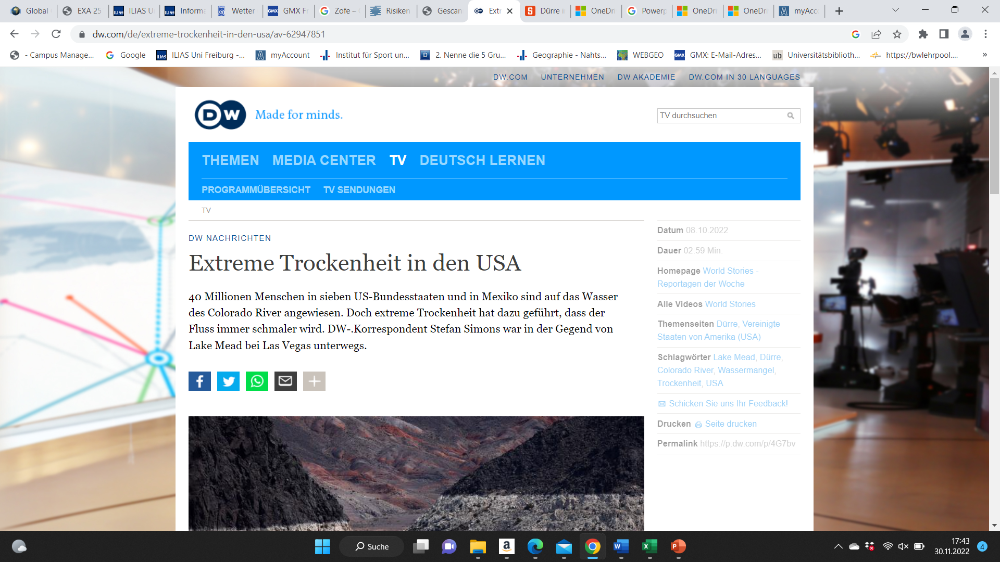 Global
EXA 25
ILIAS U
Informa
Wetter
GMX Fr
Zofe –
Risiken
Gescan
Extr
Dürre i
OneDri
Powerp
OneDri
OneDri
myAcc
dw.com/de/extreme-trockenheit-in-den-usa/av-62947851
- Campus Manage...
Google
ILIAS Uni Freiburg -...
myAccount
Institut für Sport un...
2. Nenne die 5 Gru...
Geographie - Nahts...
WEBGEO
GMX: E-Mail-Adres...
Universitätsbiblioth...
https://bwlehrpool....
»
DW.COM UNTERNEHMEN DW AKADEMIE DW.COM IN 30 LANGUAGES
DW Made for minds.
TV durchsuchen
THEMEN MEDIA CENTER TV DEUTSCH LERNEN
PROGRAMMÜBERSICHT TV SENDUNGEN
TV
DW NACHRICHTEN
Extreme Trockenheit in den USA
40 Millionen Menschen in sieben US-Bundesstaaten und in Mexiko sind auf das Wasser
des Colorado River angewiesen. Doch extreme Trockenheit hat dazu geführt, dass der
Fluss immer schmaler wird. DW-.Korrespondent Stefan Simons war in der Gegend von
Lake Mead bei Las Vegas unterwegs.
Datum 08.10.2022
Dauer 02:59 Min.
Homepage World Stories -
Reportagen der Woche
Alle Videos World Stories
Themenseiten Dürre, Vereinigte
Staaten von Amerika (USA)
Schlagwörter Lake Mead, Dürre,
Colorado River, Wassermangel,
Trockenheit, USA
Schicken Sie uns Ihr Feedback!
Drucken Seite drucken
Permalink https://p.dw.com/p/4G7bv
Suche
17:43
30.11.2022
4